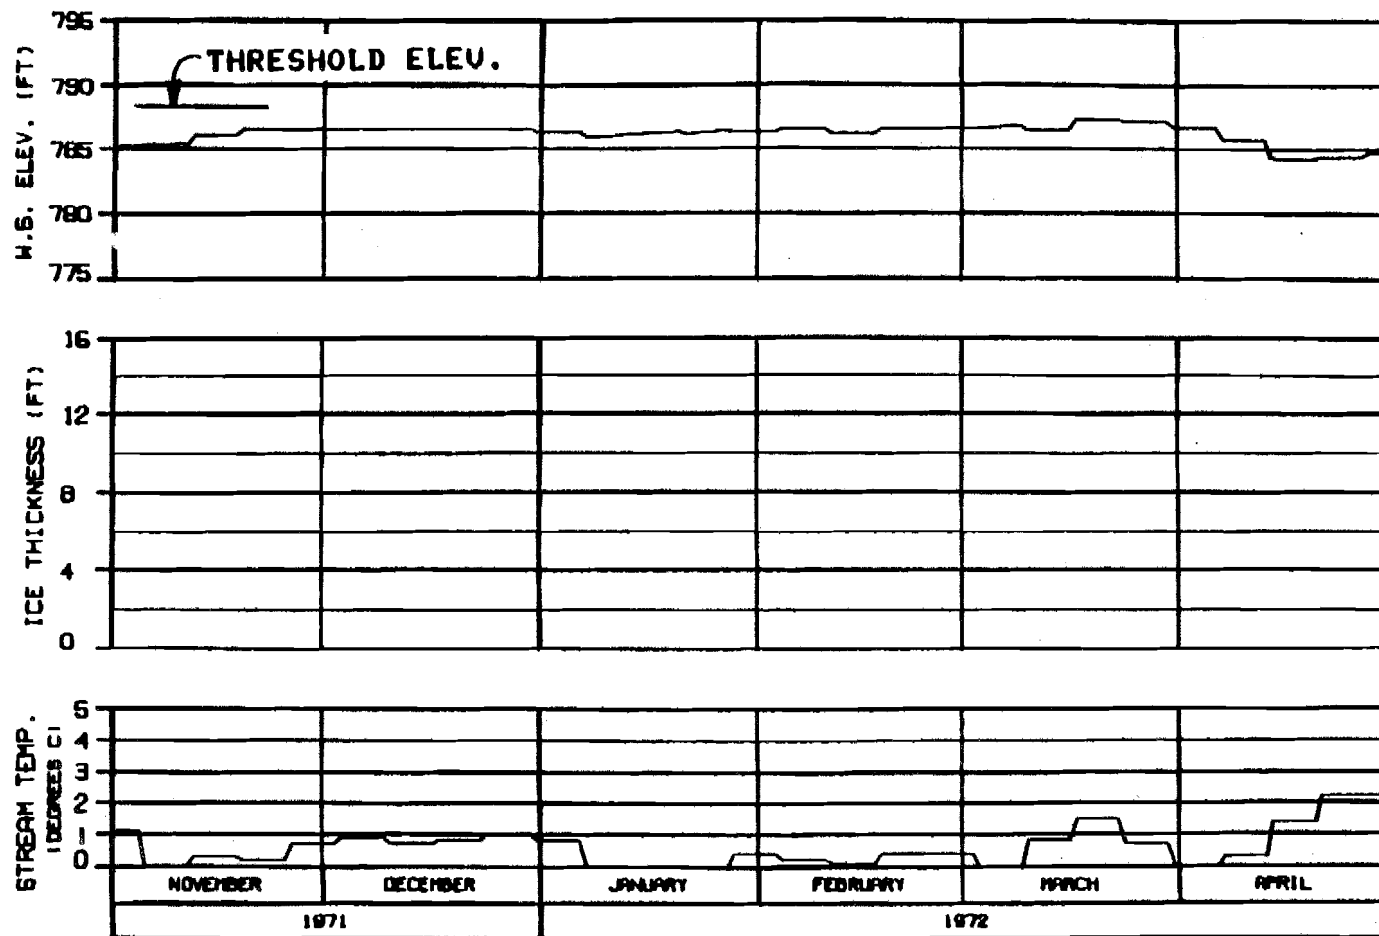 W.S. ELEV. (FT)
795
790
785
780
775
THRESHOLD ELEV.
ICE THICKNESS (FT)
16
12
8
4
0
STREAM TEMP.
(DEGREES C)
5
4
3
2
1
0
NOVEMBER DECEMBER JANUARY FEBRUARY MARCH APRIL
1971 1972